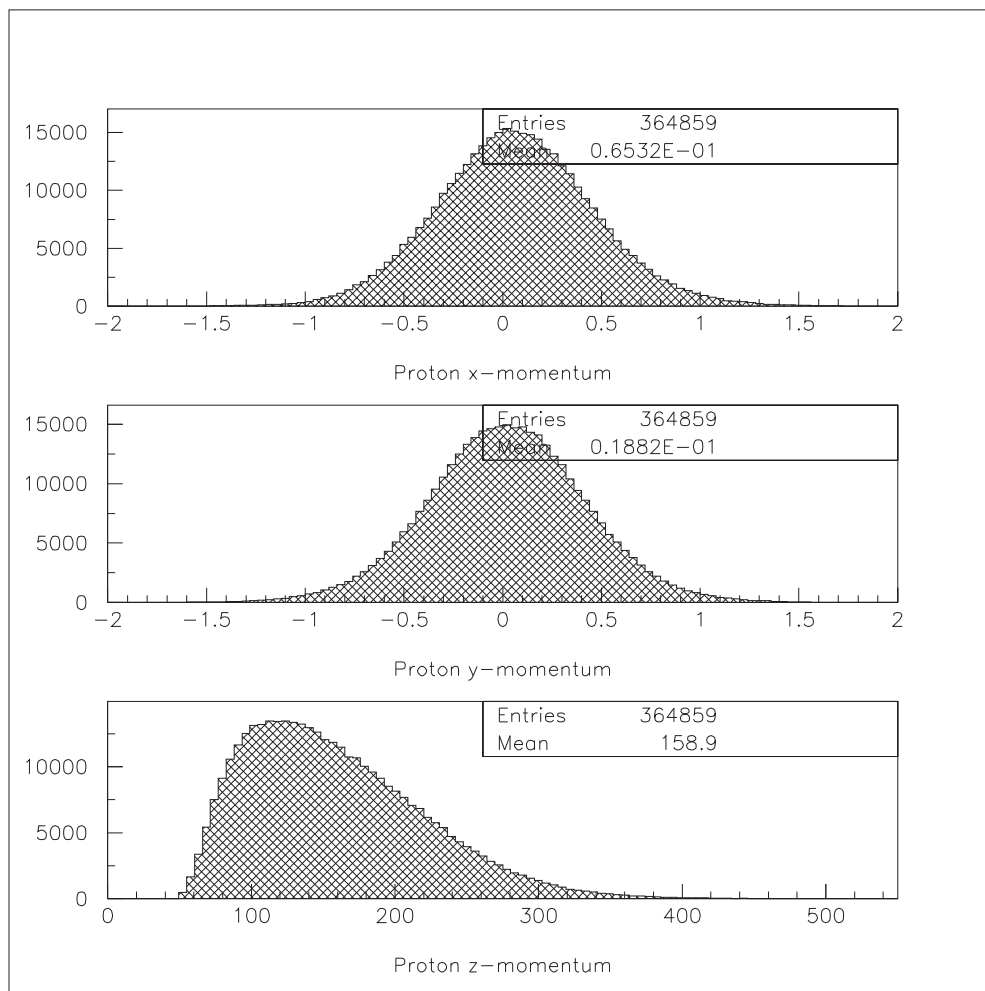 Entries 364859
Mean 0.6532E−01
15000
10000
5000
0
−2 −1.5 −1 −0.5 0 0.5 1 1.5 2
Proton x−momentum
Entries 364859
Mean 0.1882E−01
15000
10000
5000
0
−2 −1.5 −1 −0.5 0 0.5 1 1.5 2
Proton y−momentum
Entries 364859
Mean 158.9
10000
5000
0
0 100 200 300 400 500
Proton z−momentum